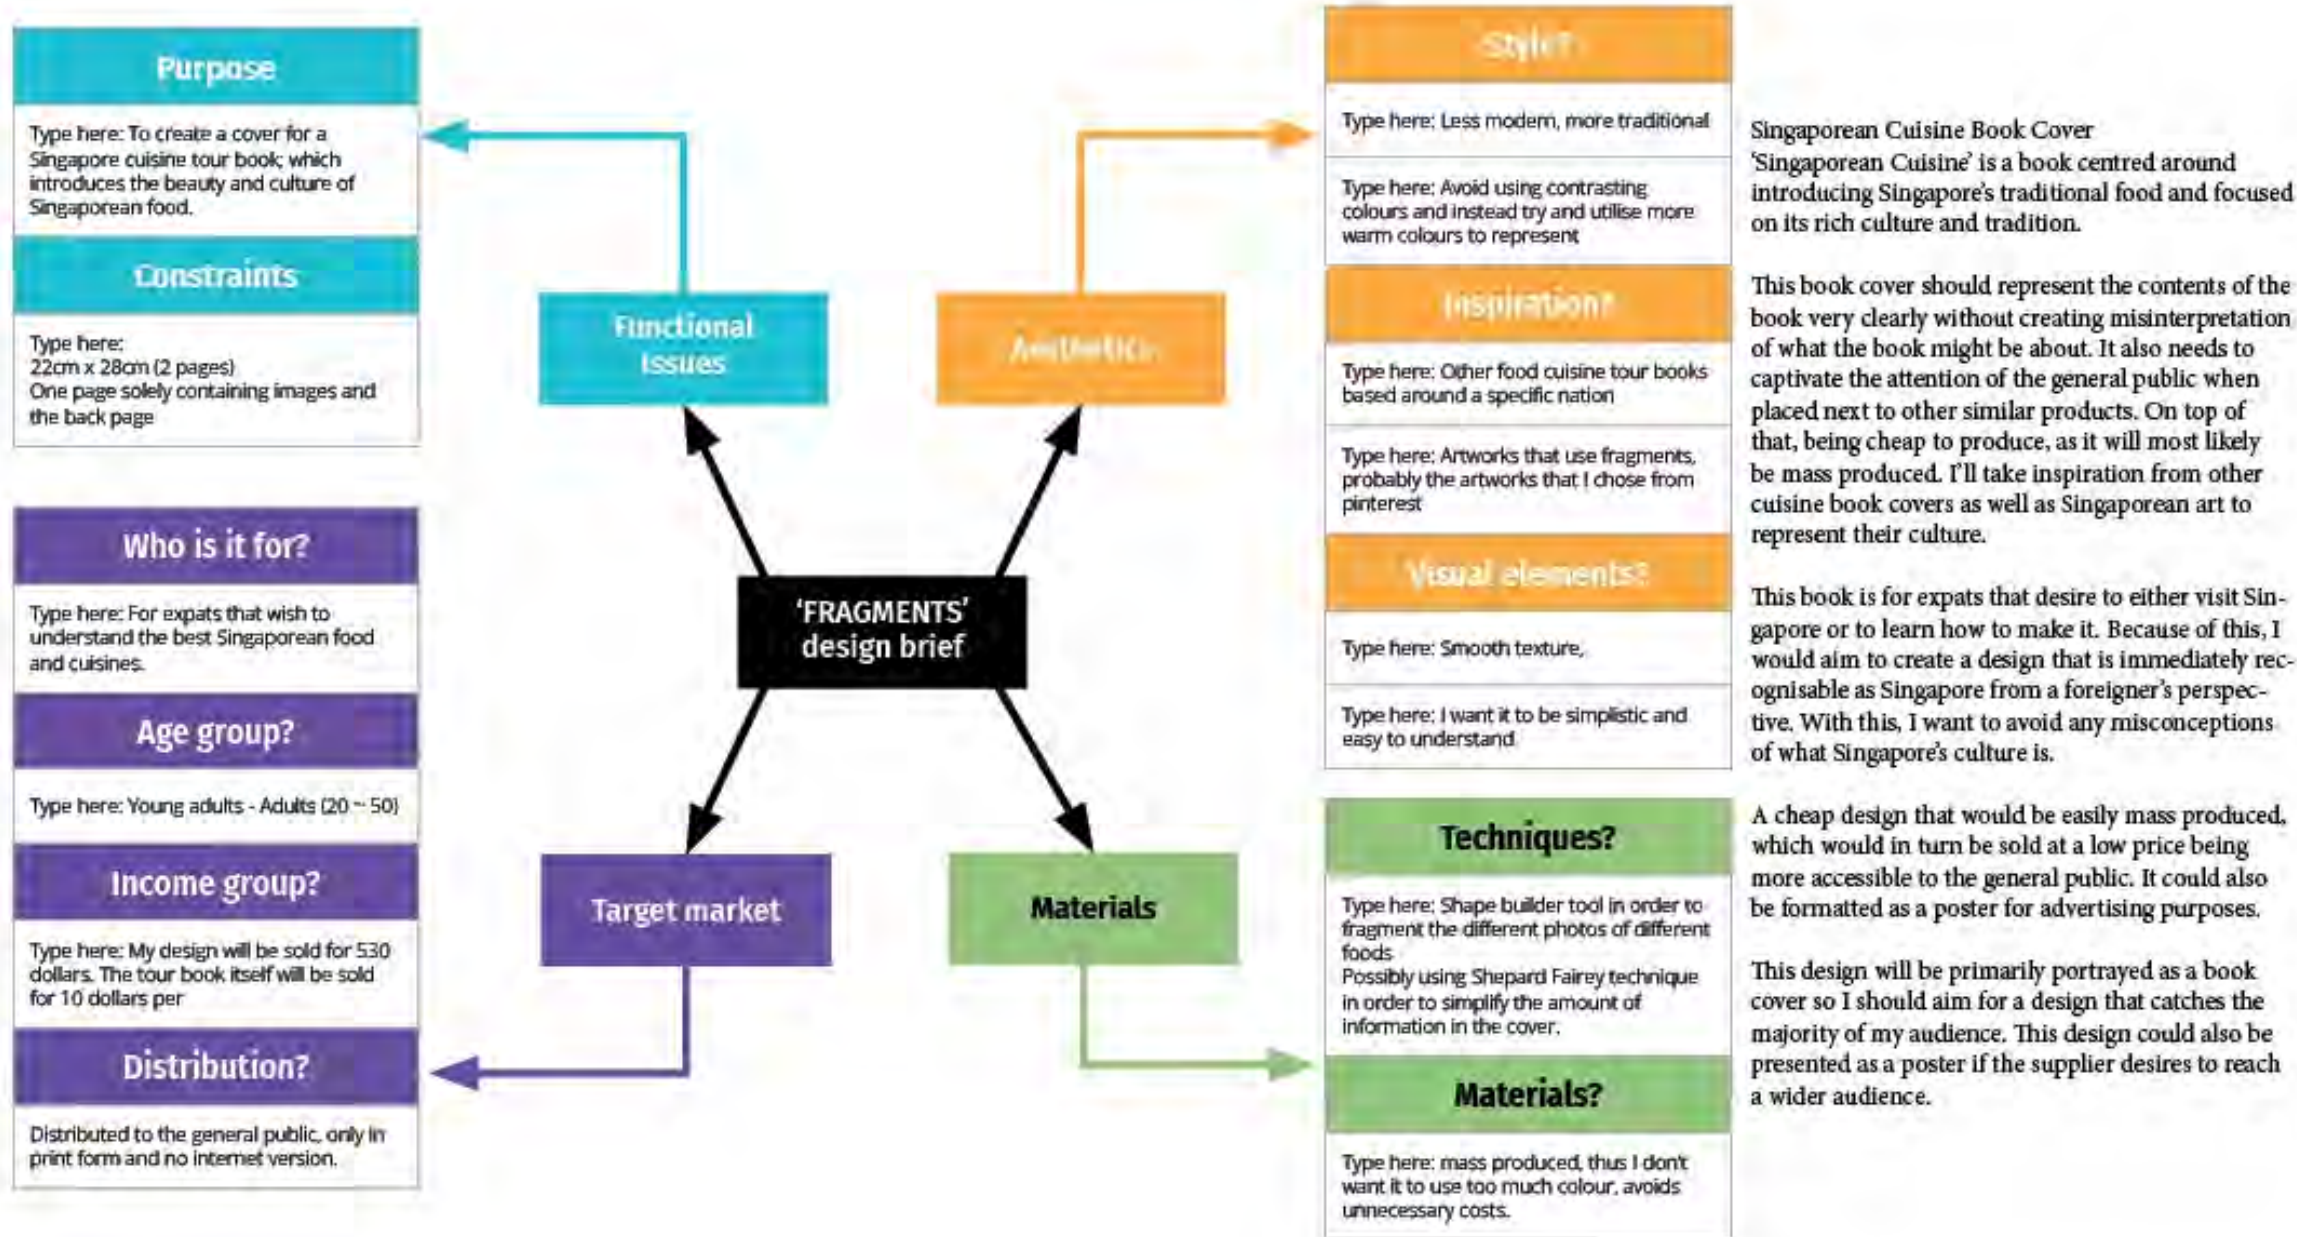 Purpose
Type here: To create a cover for a
Singapore cuisine tour book; which
introduces the beauty and culture of
Singaporean food.
Constraints
Type here:
22cm x 28cm (2 pages)
One page solely containing images and
the back page
Functional
Issues
Aesthetics
Style?
Type here: Less modern, more traditional
Type here: Avoid using contrasting
colours and instead try and utilise more
warm colours to represent
Inspiration?
Type here: Other food cuisine tour books
based around a specific nation
Type here: Artworks that use fragments,
probably the artworks that I chose from
pinterest
Visual elements?
Type here: Smooth texture,
Type here: I want it to be simplistic and
easy to understand
'FRAGMENTS'
design brief
Who is it for?
Type here: For expats that wish to
understand the best Singaporean food
and cuisines.
Age group?
Type here: Young adults - Adults (20 ~ 50)
Income group?
Type here: My design will be sold for 530
dollars. The tour book itself will be sold
for 10 dollars per
Distribution?
Distributed to the general public, only in
print form and no internet version.
Target market
Materials
Techniques?
Type here: Shape builder tool in order to
fragment the different photos of different
foods
Possibly using Shepard Fairey technique
in order to simplify the amount of
information in the cover.
Materials?
Type here: mass produced, thus I don't
want it to use too much colour, avoids
unnecessary costs.
Singaporean Cuisine Book Cover
'Singaporean Cuisine' is a book centred around
introducing Singapore's traditional food and focused
on its rich culture and tradition.
This book cover should represent the contents of the
book very clearly without creating misinterpretation
of what the book might be about. It also needs to
captivate the attention of the general public when
placed next to other similar products. On top of
that, being cheap to produce, as it will most likely
be mass produced. I'll take inspiration from other
cuisine book covers as well as Singaporean art to
represent their culture.
This book is for expats that desire to either visit Sin-
gapore or to learn how to make it. Because of this, I
would aim to create a design that is immediately rec-
ognisable as Singapore from a foreigner's perspec-
tive. With this, I want to avoid any misconceptions
of what Singapore's culture is.
A cheap design that would be easily mass produced,
which would in turn be sold at a low price being
more accessible to the general public. It could also
be formatted as a poster for advertising purposes.
This design will be primarily portrayed as a book
cover so I should aim for a design that catches the
majority of my audience. This design could also be
presented as a poster if the supplier desires to reach
a wider audience.